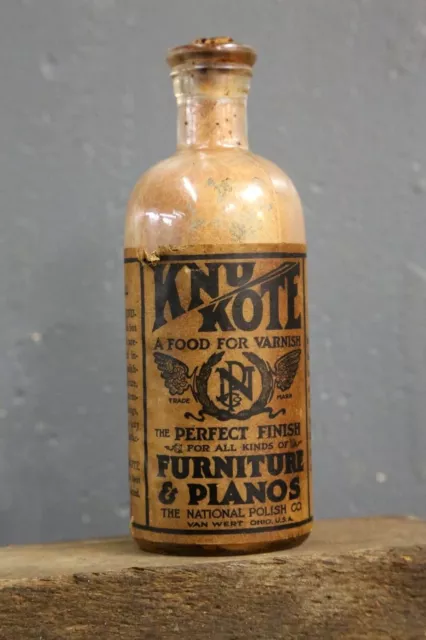 KNU
KOTE
A FOOD FOR VARNISH
TRADE MARK
THE PERFECT FINISH
FOR ALL KINDS OF
FURNITURE
& PIANOS
THE NATIONAL POLISH CO
VAN WERT, OHIO, U.S.A.